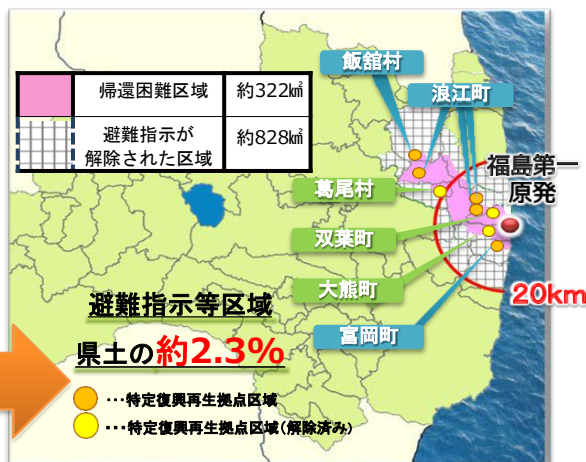 飯舘村
浪江町
帰還困難区域 約322㎢
避難指示が
解除された区域 約828㎢
福島第一
原発
葛尾村
双葉町
大熊町
20km
富岡町
避難指示等区域
県土の約2.3%
･･･特定復興再生拠点区域
･･･特定復興再生拠点区域(解除済み)